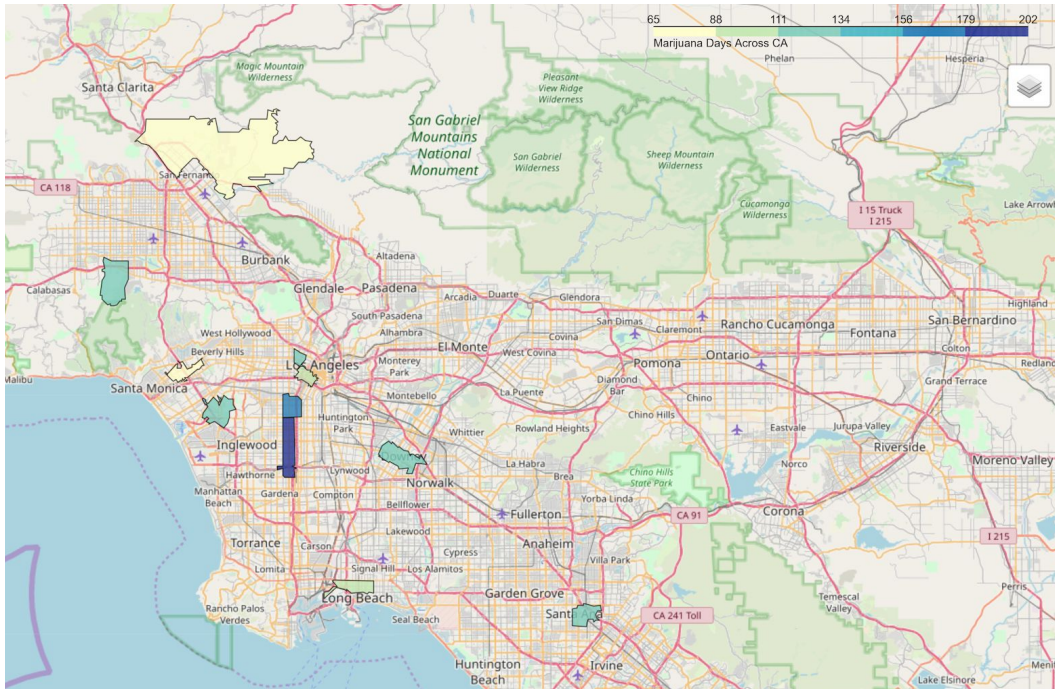 65 88 111 134 156 179 202
Marijuana Days Across CA
Phelan
Hesperia
Magic Mountain
Wilderness
Santa Clarita
Pleasant
View Ridge
Wilderness
San Gabriel
Mountains
National
Monument
San Gabriel
Wilderness
Sheep Mountain
Wilderness
Cucamonga
Wilderness
CA 118
I 15 Truck
I 215
Lake Arrowh
Burbank
Altadena
Calabasas
Glendale
Pasadena
Arcadia
Duarte
Glendora
Highland
South Pasadena
San Dimas
Claremont
Rancho Cucamonga
San Bernardino
West Hollywood
Alhambra
Covina
Fontana
Beverly Hills
El Monte
West Covina
Colton
Los Angeles
Monterey
Park
Pomona
Ontario
Redland
Malibu
Santa Monica
Montebello
La Puente
Diamond
Bar
Chino
Grand Terrace
Huntington
Park
Chino Hills
Whittier
Rowland Heights
Eastvale
Jurupa Valley
Inglewood
Riverside
Hawthorne
Lynwood
Norwalk
La Habra
Brea
Chino Hills
State Park
Norco
Moreno Valley
Manhattan
Beach
Gardena
Compton
Bellflower
Yorba Linda
Fullerton
CA 91
Corona
Torrance
Carson
Lakewood
Cypress
Anaheim
I 215
Lomita
Signal Hill
Los Alamitos
Villa Park
Perris
Rancho Palos
Verdes
Long Beach
Garden Grove
Temescal
Valley
Seal Beach
Santa Ana
CA 241 Toll
Huntington
Beach
Irvine
Menif
Lake Elsinore